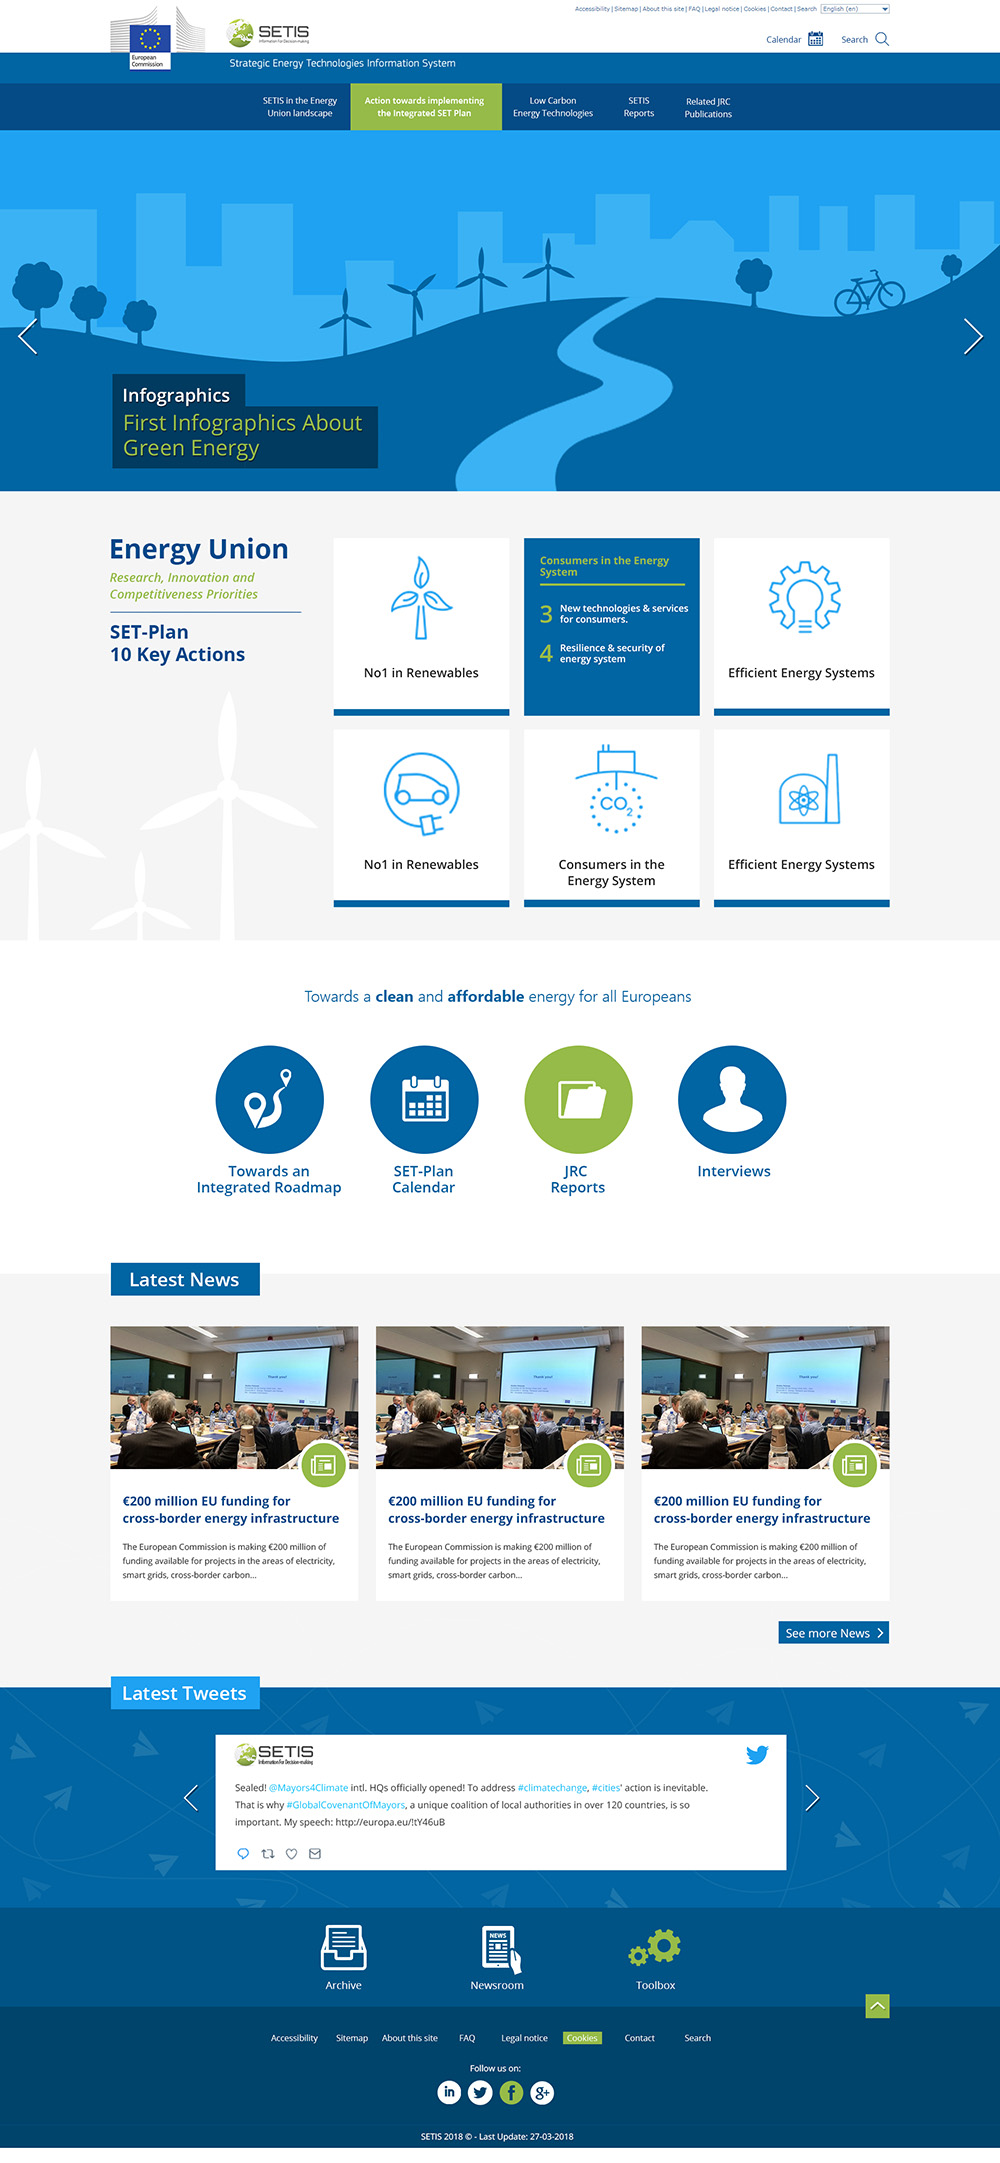 Accessibility | Sitemap | About this site | FAQ | Legal notice | Cookies | Contact | Search English (en)
European
Commission
SETIS
Information for Decision-making
Calendar Search
Strategic Energy Technologies Information System
SETIS in the Energy
Union landscape
Action towards implementing
the Integrated SET Plan
Low Carbon
Energy Technologies
SETIS
Reports
Related JRC
Publications
Infographics
First Infographics About
Green Energy
Energy Union
Research, Innovation and
Competitiveness Priorities
SET-Plan
10 Key Actions
No1 in Renewables
Consumers in the Energy
System
3 New technologies & services
for consumers.
4 Resilience & security of
energy system
Efficient Energy Systems
No1 in Renewables
CO2
Consumers in the
Energy System
Efficient Energy Systems
Towards a clean and affordable energy for all Europeans
Towards an
Integrated Roadmap
SET-Plan
Calendar
JRC
Reports
Interviews
Latest News
Thank you!
Thank you!
Thank you!
€200 million EU funding for
cross-border energy infrastructure
The European Commission is making €200 million of
funding available for projects in the areas of electricity,
smart grids, cross-border carbon...
€200 million EU funding for
cross-border energy infrastructure
The European Commission is making €200 million of
funding available for projects in the areas of electricity,
smart grids, cross-border carbon...
€200 million EU funding for
cross-border energy infrastructure
The European Commission is making €200 million of
funding available for projects in the areas of electricity,
smart grids, cross-border carbon...
See more News
Latest Tweets
SETIS
Information For Decision-making
Sealed! @Mayors4Climate intl. HQs officially opened! To address #climatechange, #cities' action is inevitable.
That is why #GlobalCovenantOfMayors, a unique coalition of local authorities in over 120 countries, is so
important. My speech: http://europa.eu/!tY46uB
Archive
NEWS
Newsroom
Toolbox
Accessibility Sitemap About this site FAQ Legal notice Cookies Contact Search
Follow us on:
in f g+
SETIS 2018 © - Last Update: 27-03-2018